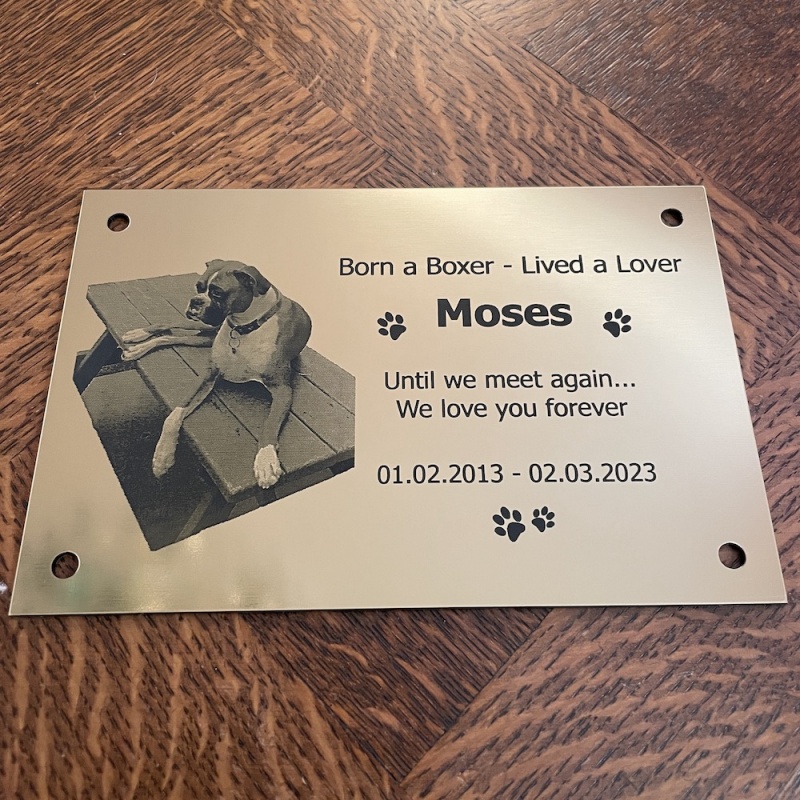 Born a Boxer - Lived a Lover
Moses
Until we meet again...
We love you forever
01.02.2013 - 02.03.2023